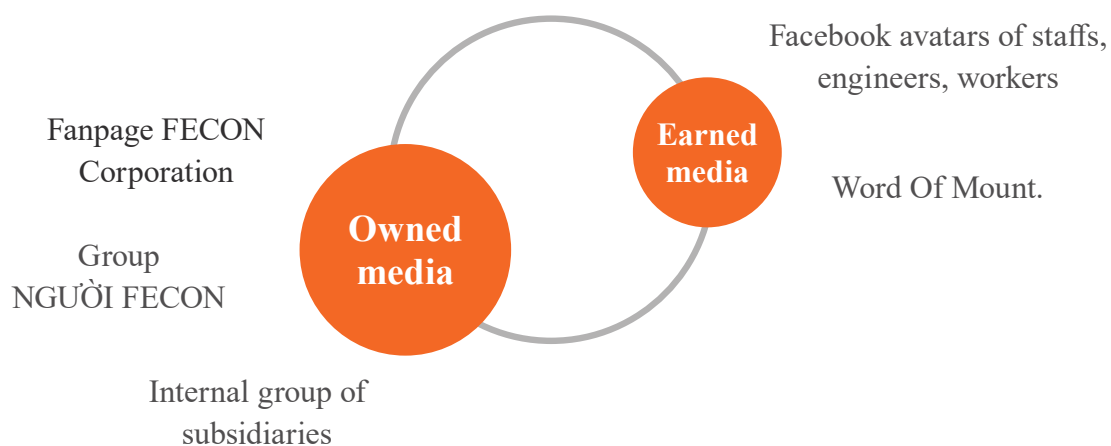 Facebook avatars of staffs,
engineers, workers
Earned
media
Word Of Mount.
Fanpage FECON
Corporation
Owned
media
Group
NGƯỜI FECON
Internal group of
subsidiaries